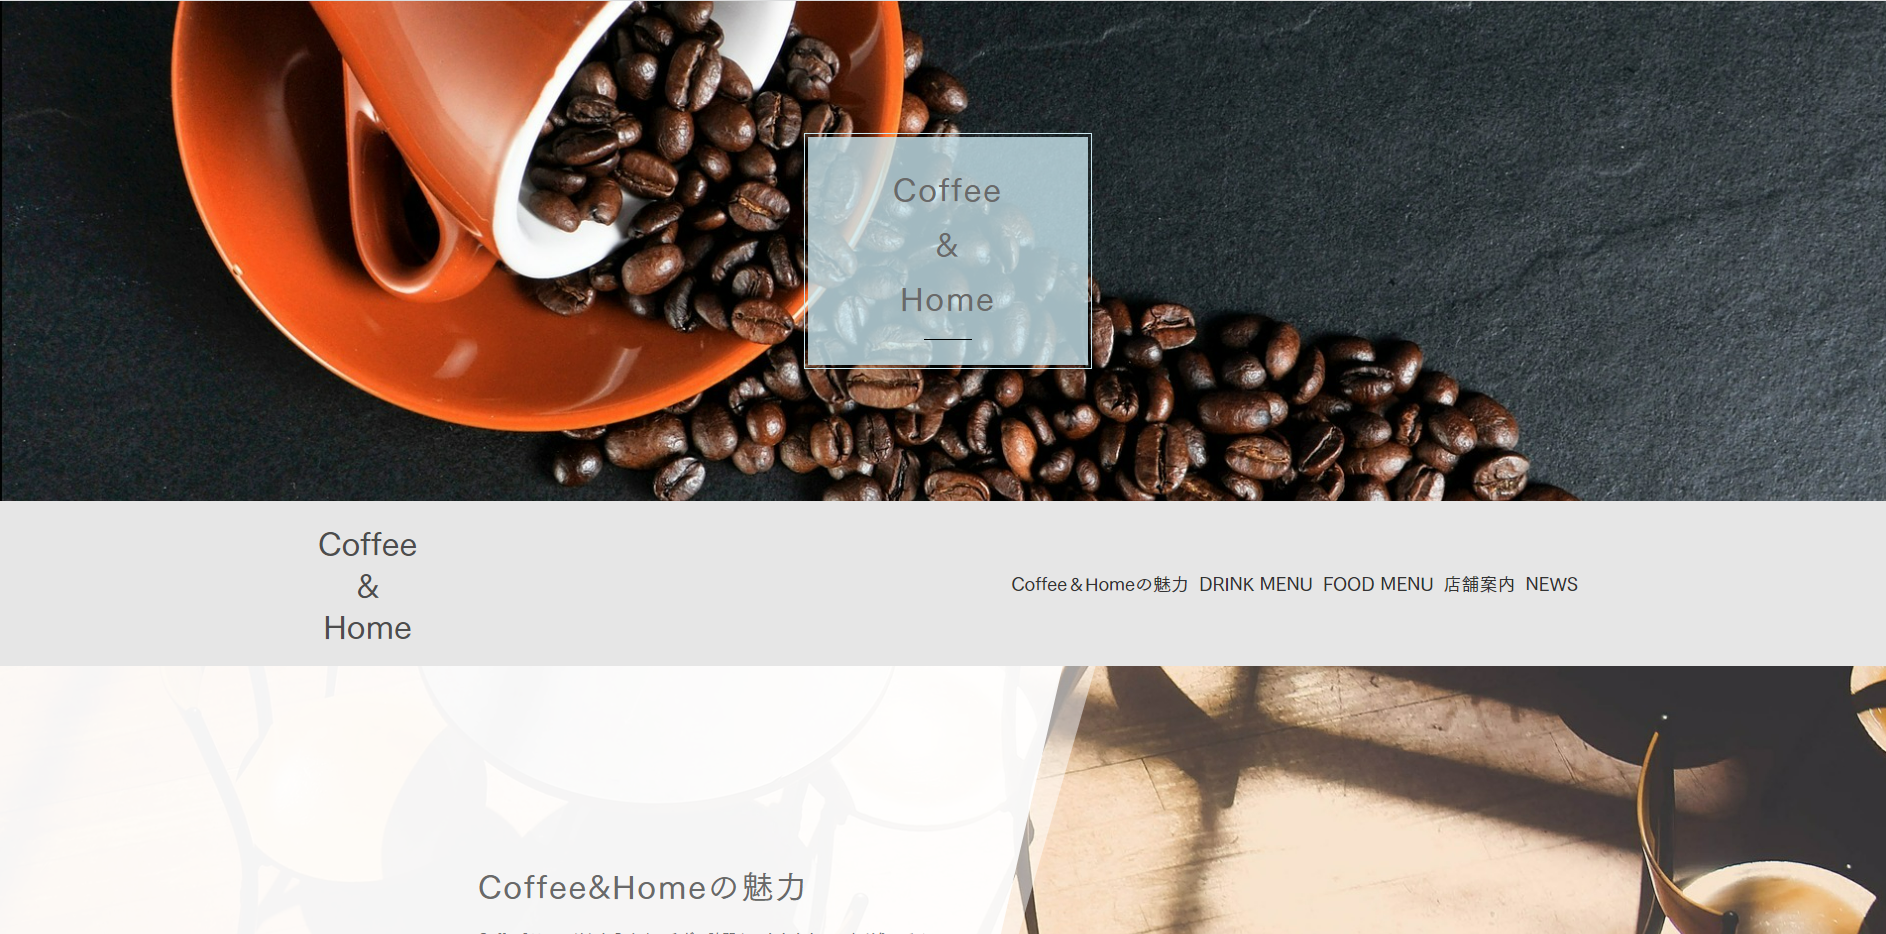 Coffee
&
Home
Coffee
&
Home
Coffee＆Homeの魅力 DRINK MENU FOOD MENU 店舗案内 NEWS
Coffee&Homeの魅力